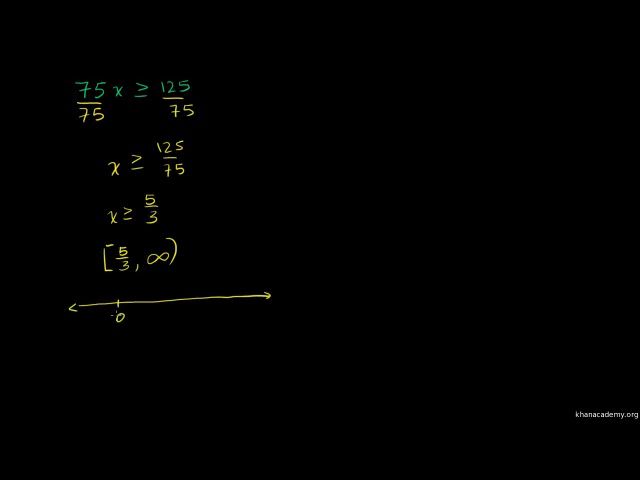 75x ≥ 125
75 75
x ≥ 125/75
x ≥ 5/3
[5/3, ∞)
0
khanacademy.org